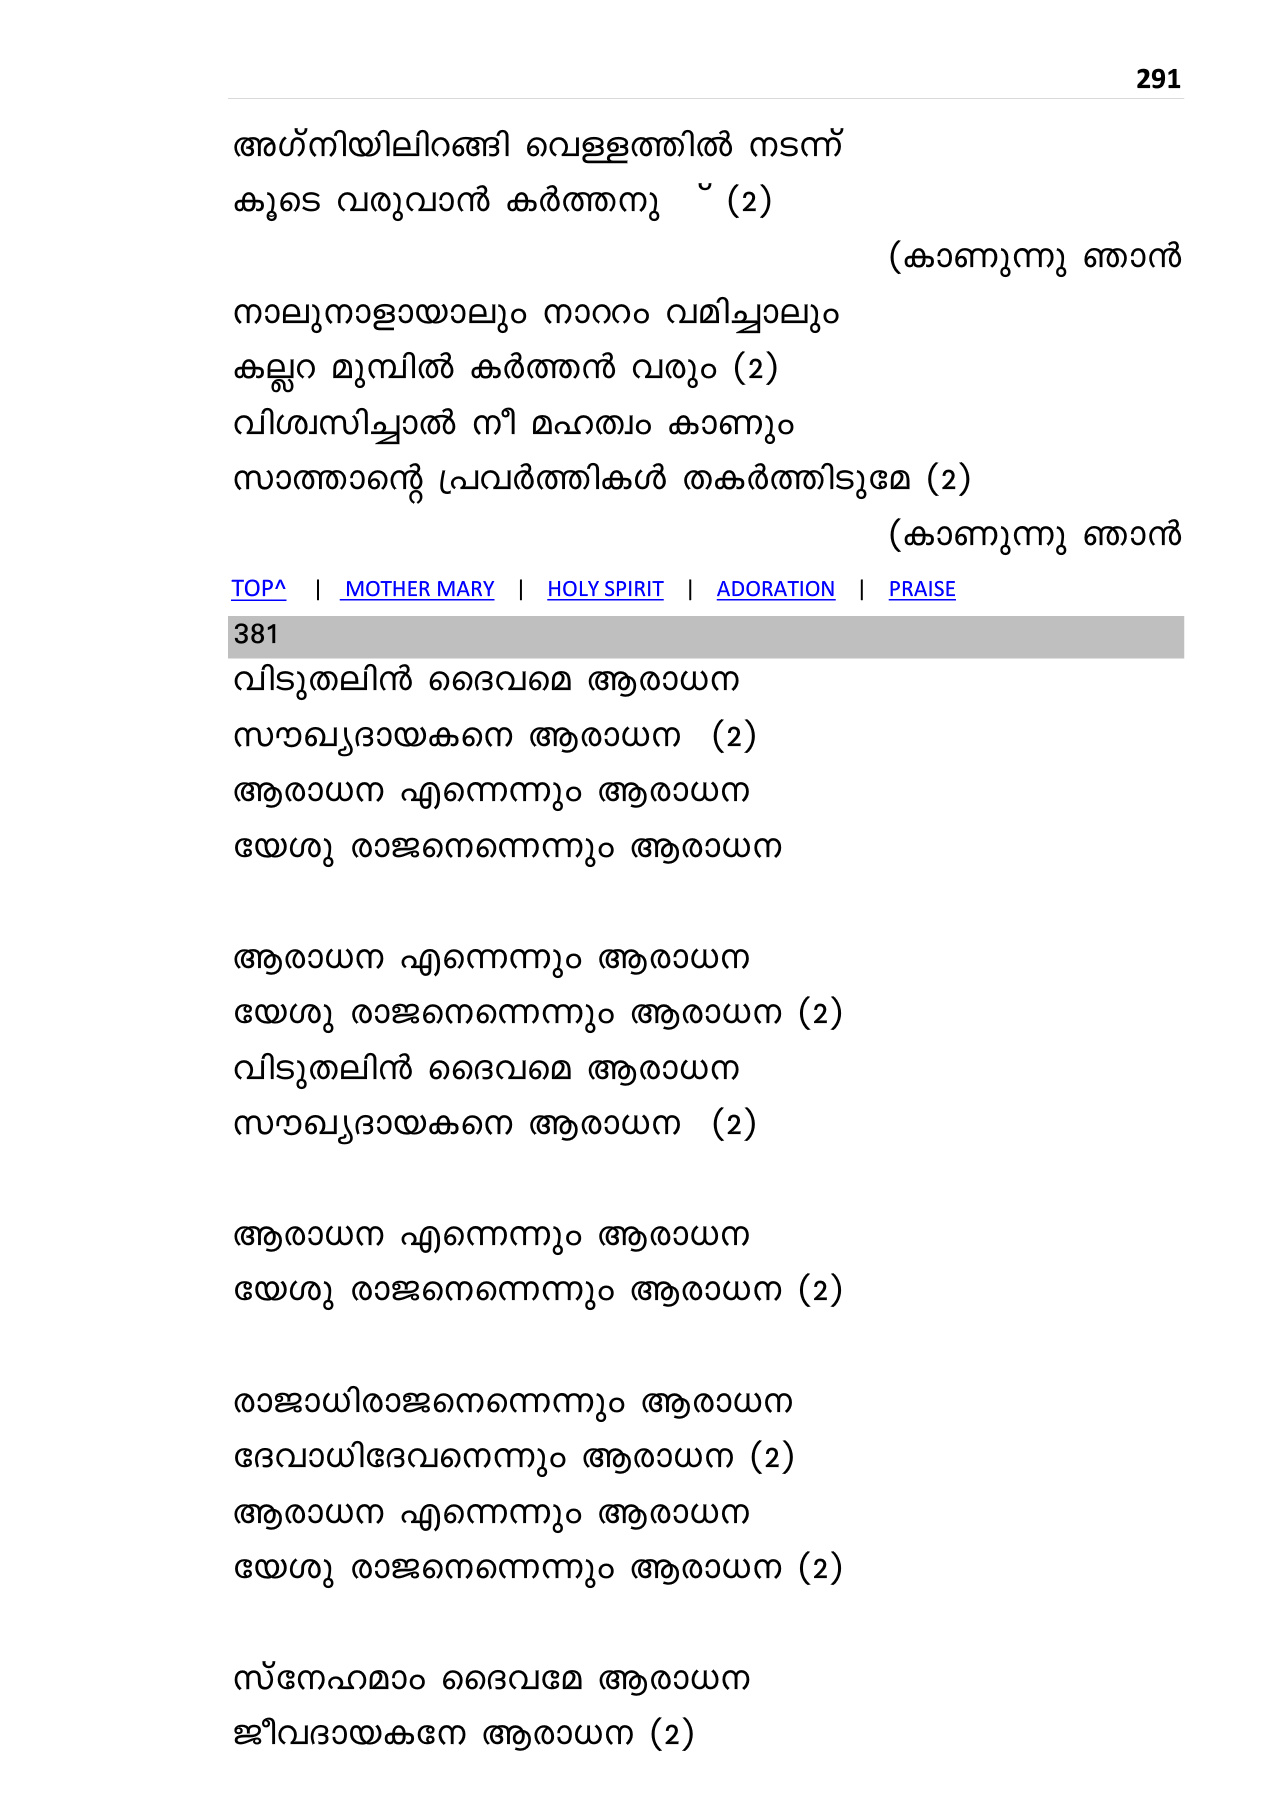 291
അഗ്നിയിലിറങ്ങി വെള്ളത്തിൽ നടന്ന്
കൂടെ വരുവാൻ കർത്തനു ് (2)
(കാണുന്നു ഞാൻ
നാലുനാളായാലും നാററം വമിച്ചാലും
കല്ലറ മുമ്പിൽ കർത്തൻ വരും (2)
വിശ്വസിച്ചാൽ നീ മഹത്വം കാണും
സാത്താന്റെ പ്രവർത്തികൾ തകർത്തിടുമേ (2)
(കാണുന്നു ഞാൻ
TOP^ | MOTHER MARY | HOLY SPIRIT | ADORATION | PRAISE
381
വിടുതലിൻ ദൈവമെ ആരാധന
സൗഖ്യദായകനെ ആരാധന (2)
ആരാധന എന്നെന്നും ആരാധന
യേശു രാജനെന്നെന്നും ആരാധന
ആരാധന എന്നെന്നും ആരാധന
യേശു രാജനെന്നെന്നും ആരാധന (2)
വിടുതലിൻ ദൈവമെ ആരാധന
സൗഖ്യദായകനെ ആരാധന (2)
ആരാധന എന്നെന്നും ആരാധന
യേശു രാജനെന്നെന്നും ആരാധന (2)
രാജാധിരാജനെന്നെന്നും ആരാധന
ദേവാധിദേവനെന്നും ആരാധന (2)
ആരാധന എന്നെന്നും ആരാധന
യേശു രാജനെന്നെന്നും ആരാധന (2)
സ്നേഹമാം ദൈവമേ ആരാധന
ജീവദായകനേ ആരാധന (2)